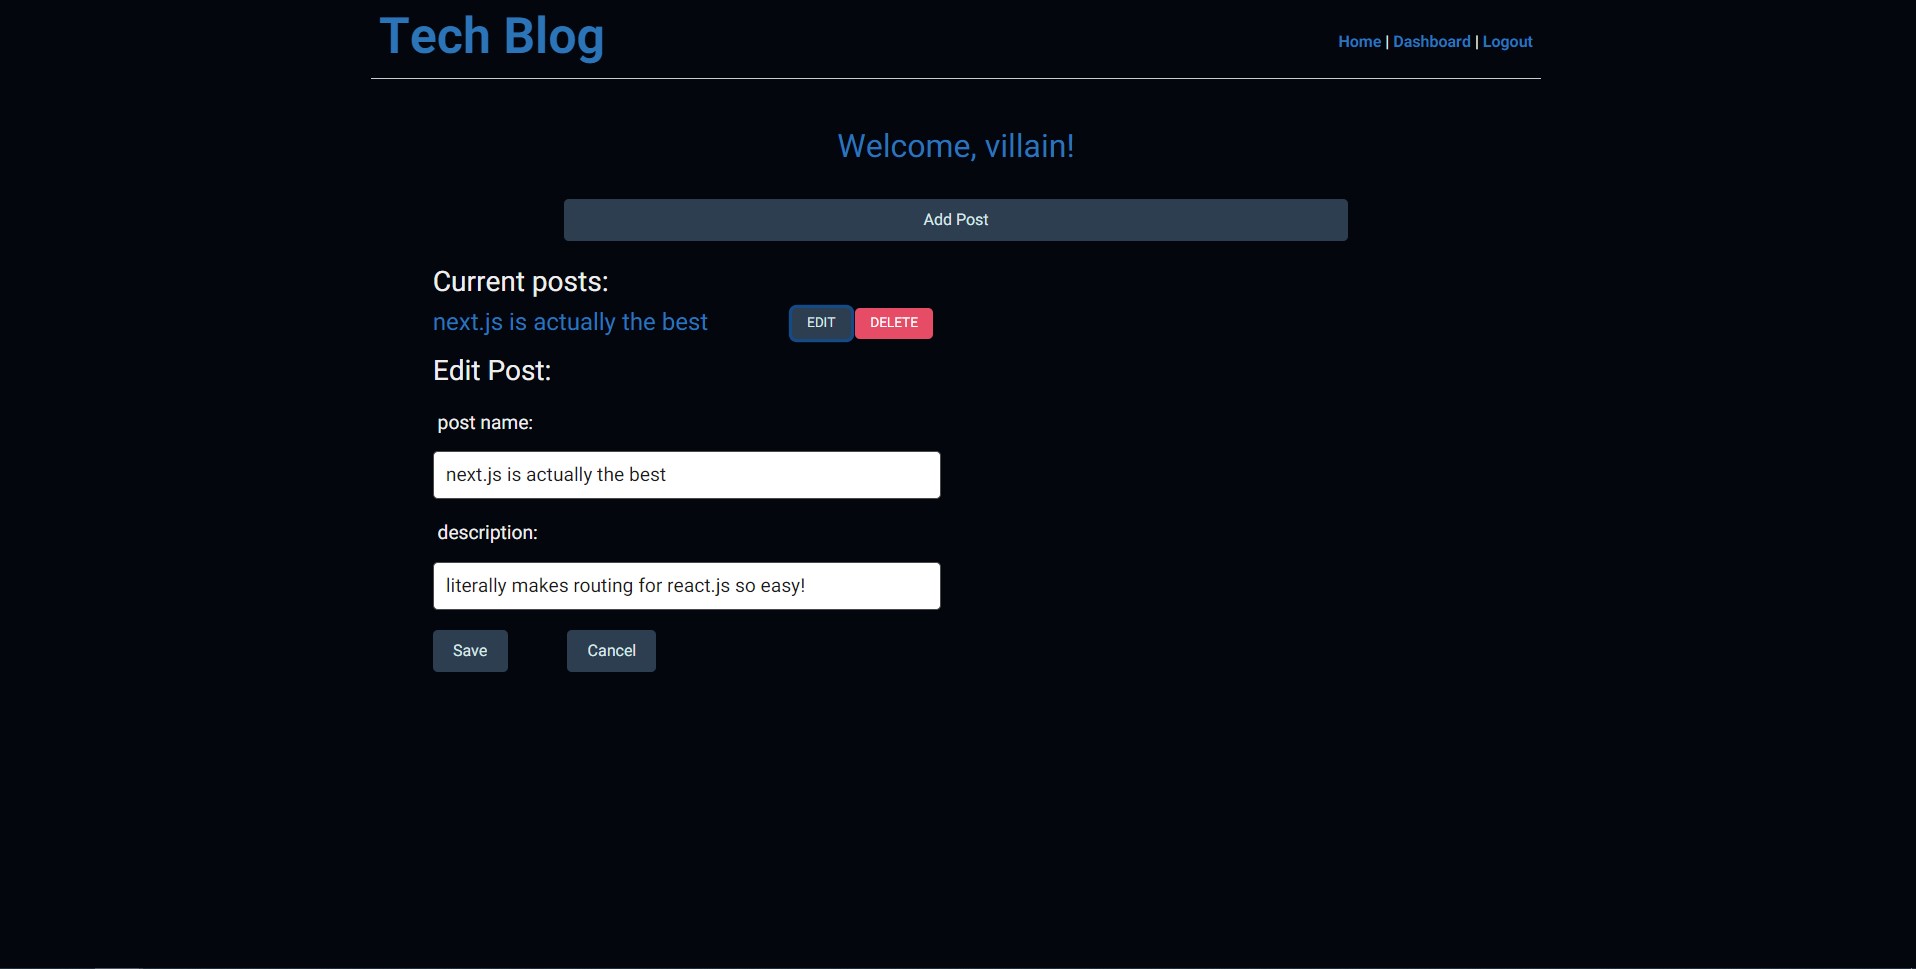 Tech Blog
Home | Dashboard | Logout
Welcome, villain!
Add Post
Current posts:
next.js is actually the best
EDIT DELETE
Edit Post:
post name:
next.js is actually the best
description:
literally makes routing for react.js so easy!
Save Cancel